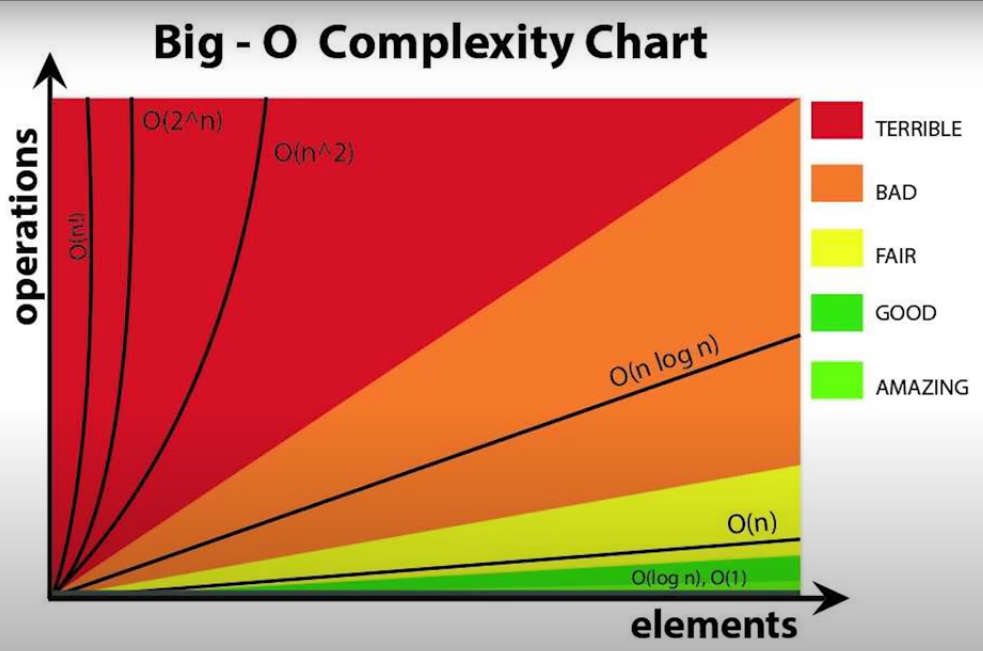 Big - O Complexity Chart
operations
O(n!)
O(2^n)
O(n^2)
O(n log n)
O(n)
O(log n), O(1)
elements
TERRIBLE
BAD
FAIR
GOOD
AMAZING